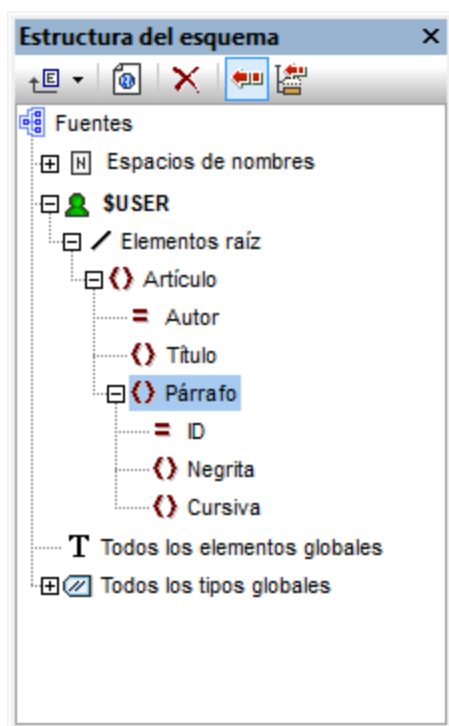 Estructura del esquema
Fuentes
Espacios de nombres
$USER
Elementos raíz
Artículo
Autor
Título
Párrafo
ID
Negrita
Cursiva
Todos los elementos globales
Todos los tipos globales